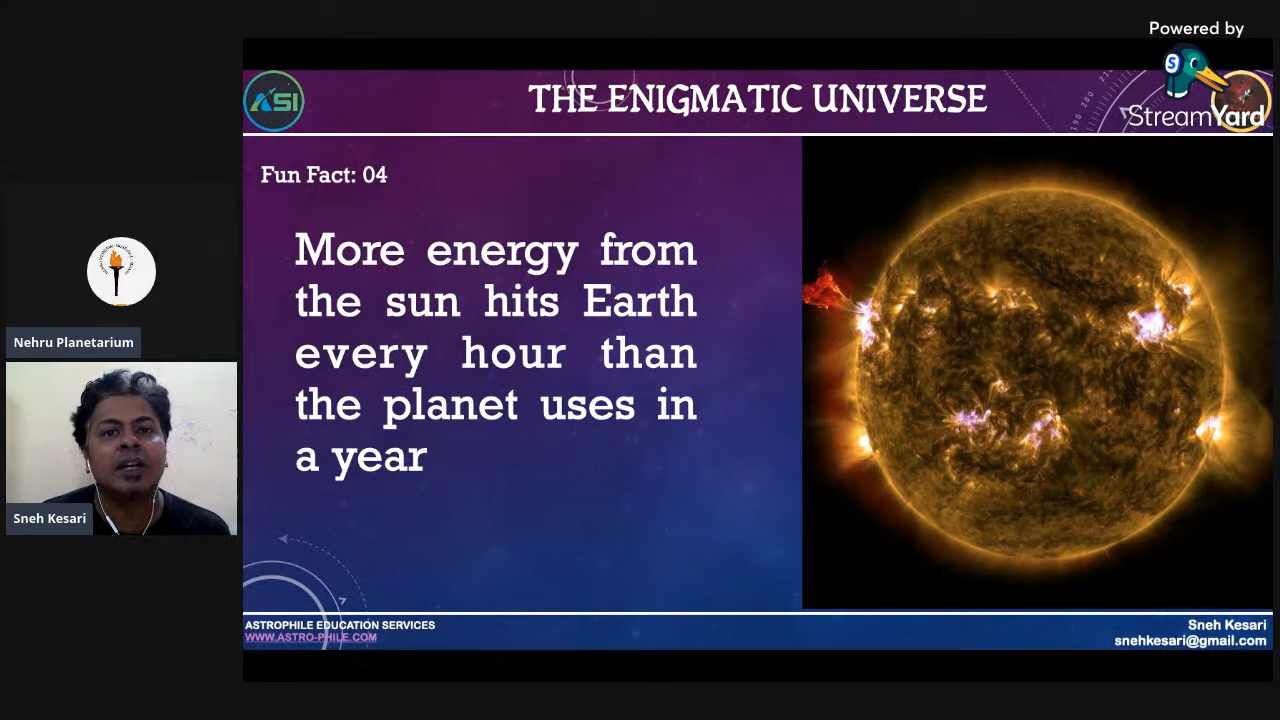 Powered by
StreamYard
ASI
THE ENIGMATIC UNIVERSE
Fun Fact: 04
More energy from
the sun hits Earth
every hour than
the planet uses in
a year
Nehru Planetarium
Sneh Kesari
ASTROPHILE EDUCATION SERVICES
WWW.ASTRO-PHILE.COM
Sneh Kesari
snehkesari@gmail.com